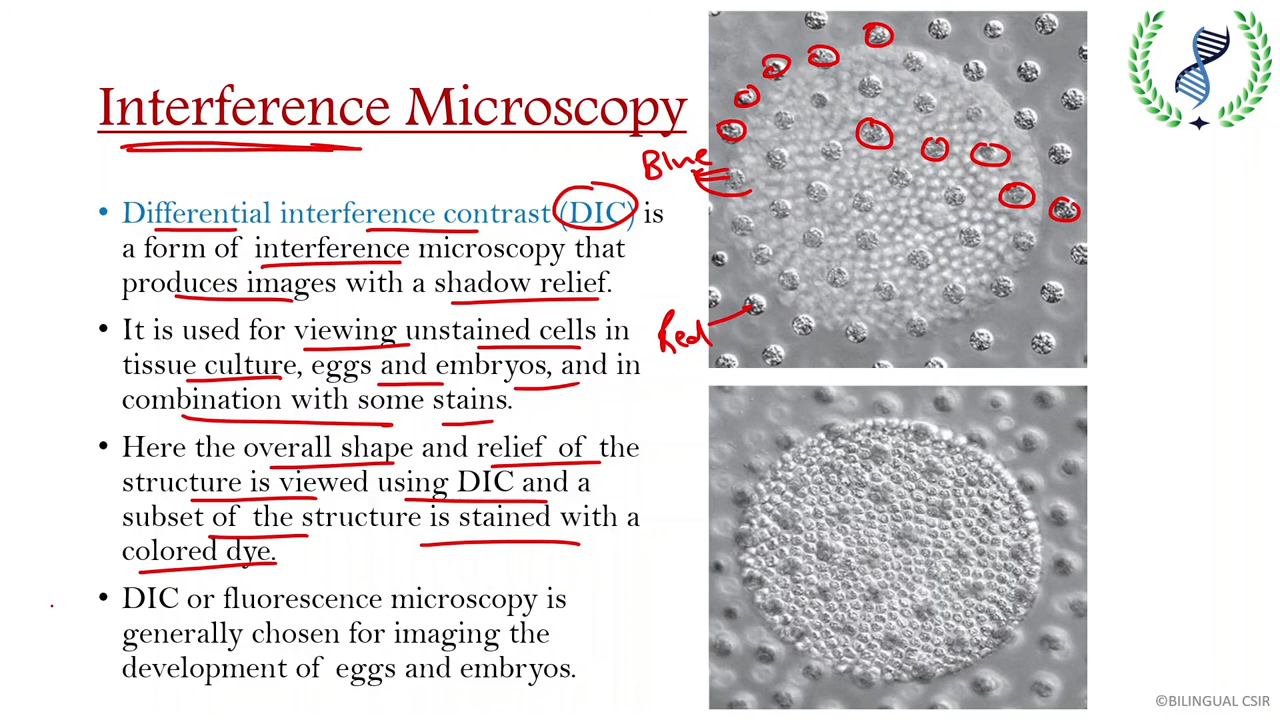 Interference Microscopy
• Differential interference contrast (DIC) is
a form of interference microscopy that
produces images with a shadow relief.
• It is used for viewing unstained cells in
tissue culture, eggs and embryos, and in
combination with some stains.
• Here the overall shape and relief of the
structure is viewed using DIC and a
subset of the structure is stained with a
colored dye.
• DIC or fluorescence microscopy is
generally chosen for imaging the
development of eggs and embryos.
Blue
Red
©BILINGUAL CSIR